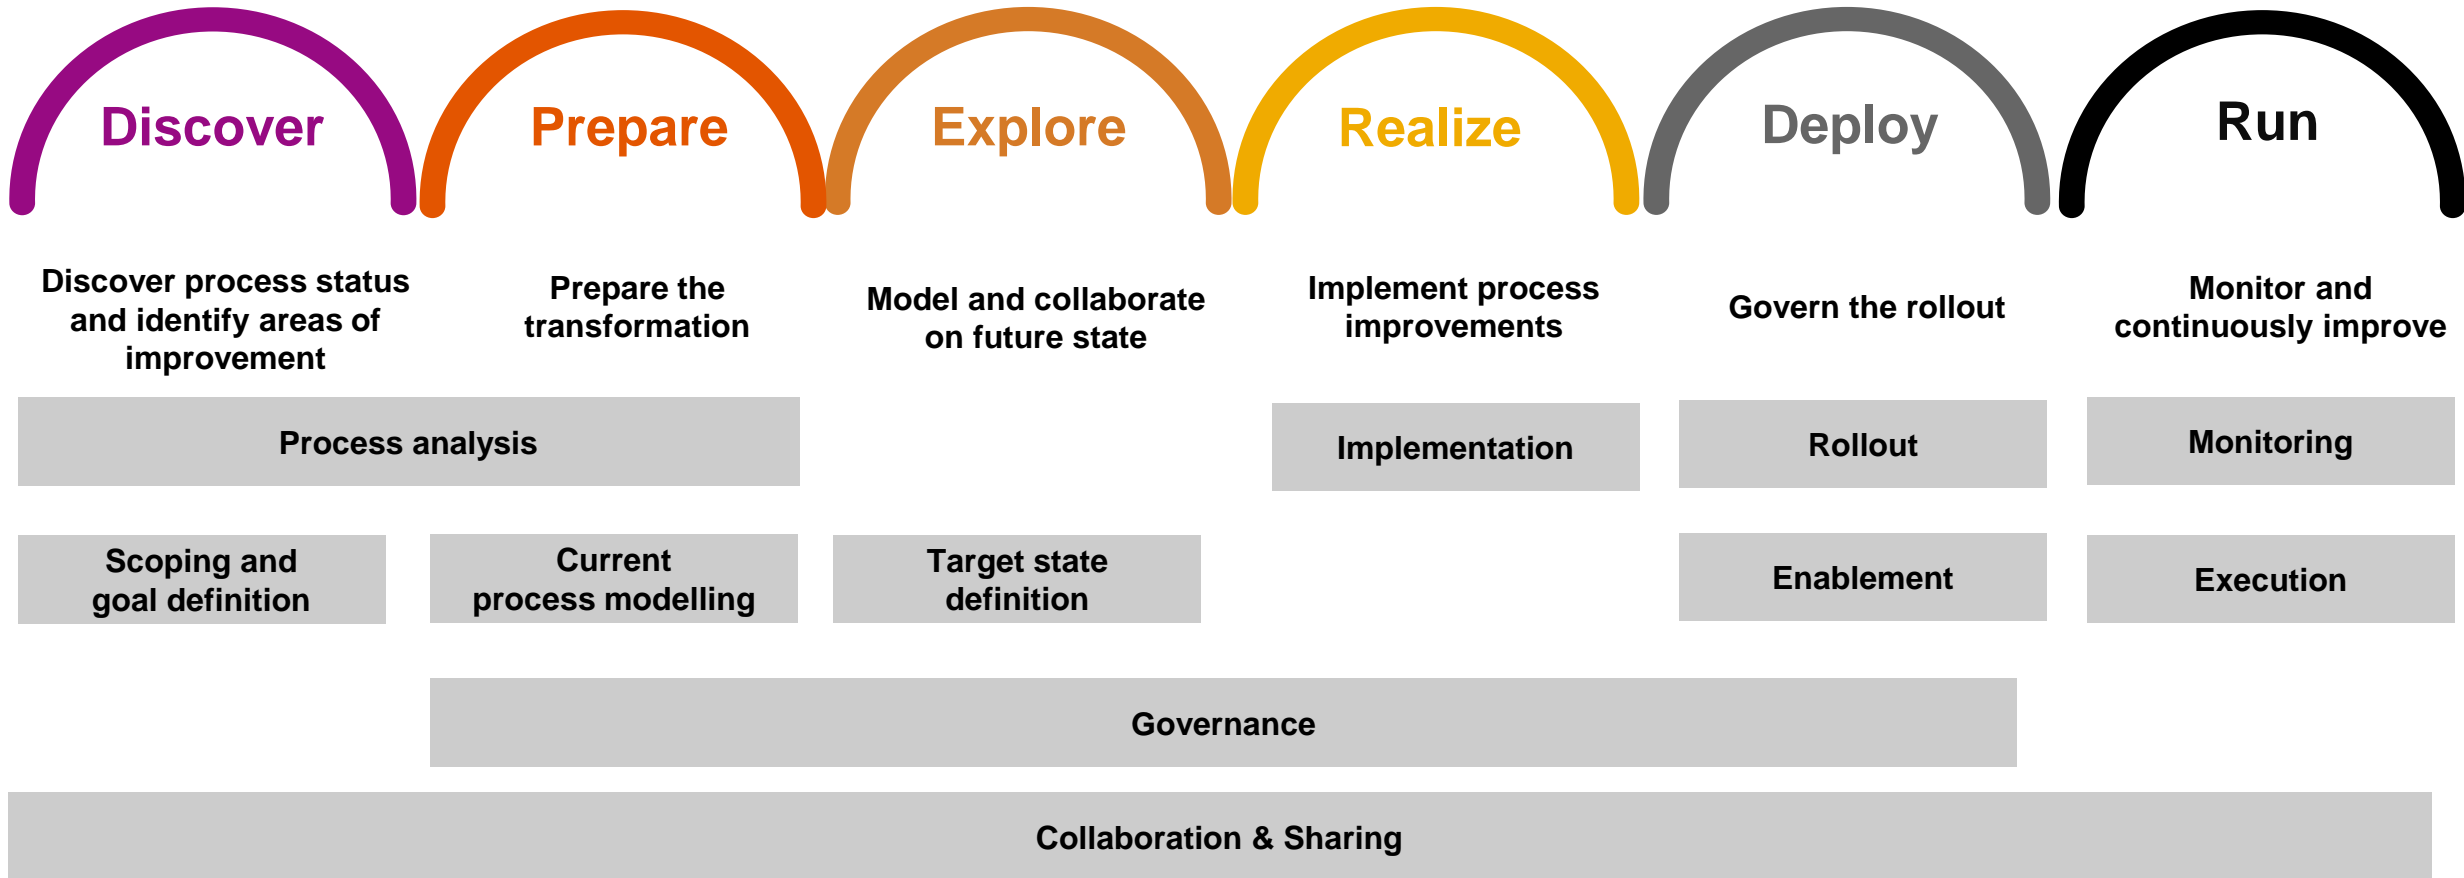 Discover
Prepare
Explore
Realize
Deploy
Run
Discover process status
and identify areas of
improvement
Prepare the
transformation
Model and collaborate
on future state
Implement process
improvements
Govern the rollout
Monitor and
continuously improve
Process analysis
Implementation
Rollout
Monitoring
Scoping and
goal definition
Current
process modelling
Target state
definition
Enablement
Execution
Governance
Collaboration & Sharing